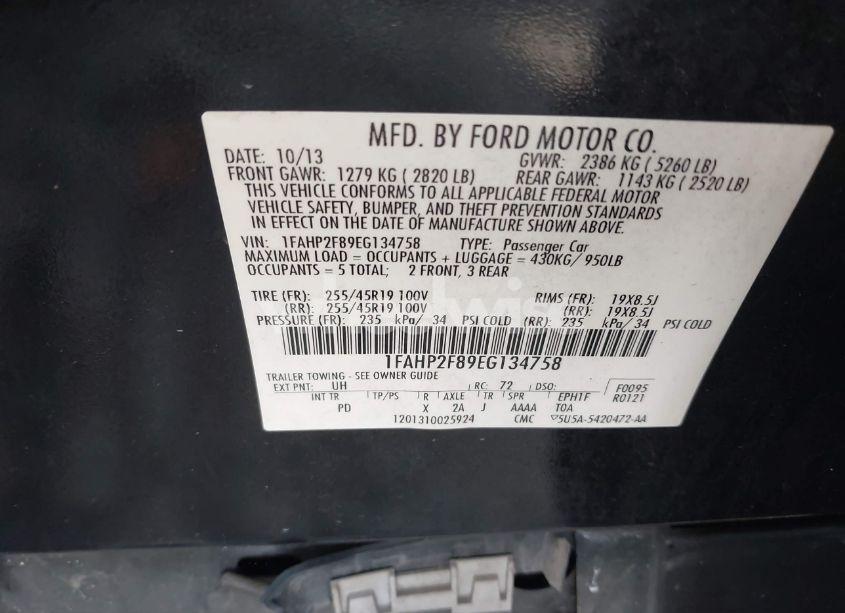 MFD. BY FORD MOTOR CO.
DATE: 10/13 GVWR: 2386 KG ( 5260 LB)
FRONT GAWR: 1279 KG ( 2820 LB) REAR GAWR: 1143 KG ( 2520 LB)
THIS VEHICLE CONFORMS TO ALL APPLICABLE FEDERAL MOTOR
VEHICLE SAFETY, BUMPER, AND THEFT PREVENTION STANDARDS
IN EFFECT ON THE DATE OF MANUFACTURE SHOWN ABOVE.
VIN: 1FAHP2F89EG134758 TYPE: Passenger Car
MAXIMUM LOAD = OCCUPANTS + LUGGAGE = 430KG/ 950LB
OCCUPANTS = 5 TOTAL; 2 FRONT, 3 REAR
TIRE (FR): 255/45R19 100V RIMS (FR): 19X8.5J
(RR): 255/45R19 100V (RR): 19X8.5J
PRESSURE (FR): 235 kPa/ 34 PSI COLD (RR): 235 kPa/ 34 PSI COLD
1FAHP2F89EG134758
TRAILER TOWING - SEE OWNER GUIDE
EXT PNT: UH RC: 72 DSO: F0095
INT TR TP/PS R AXLE TR SPR EPH1F R0121
PD X 2A J AAAA TOA
1201310025924 CMC 5U5A-5420472-AA